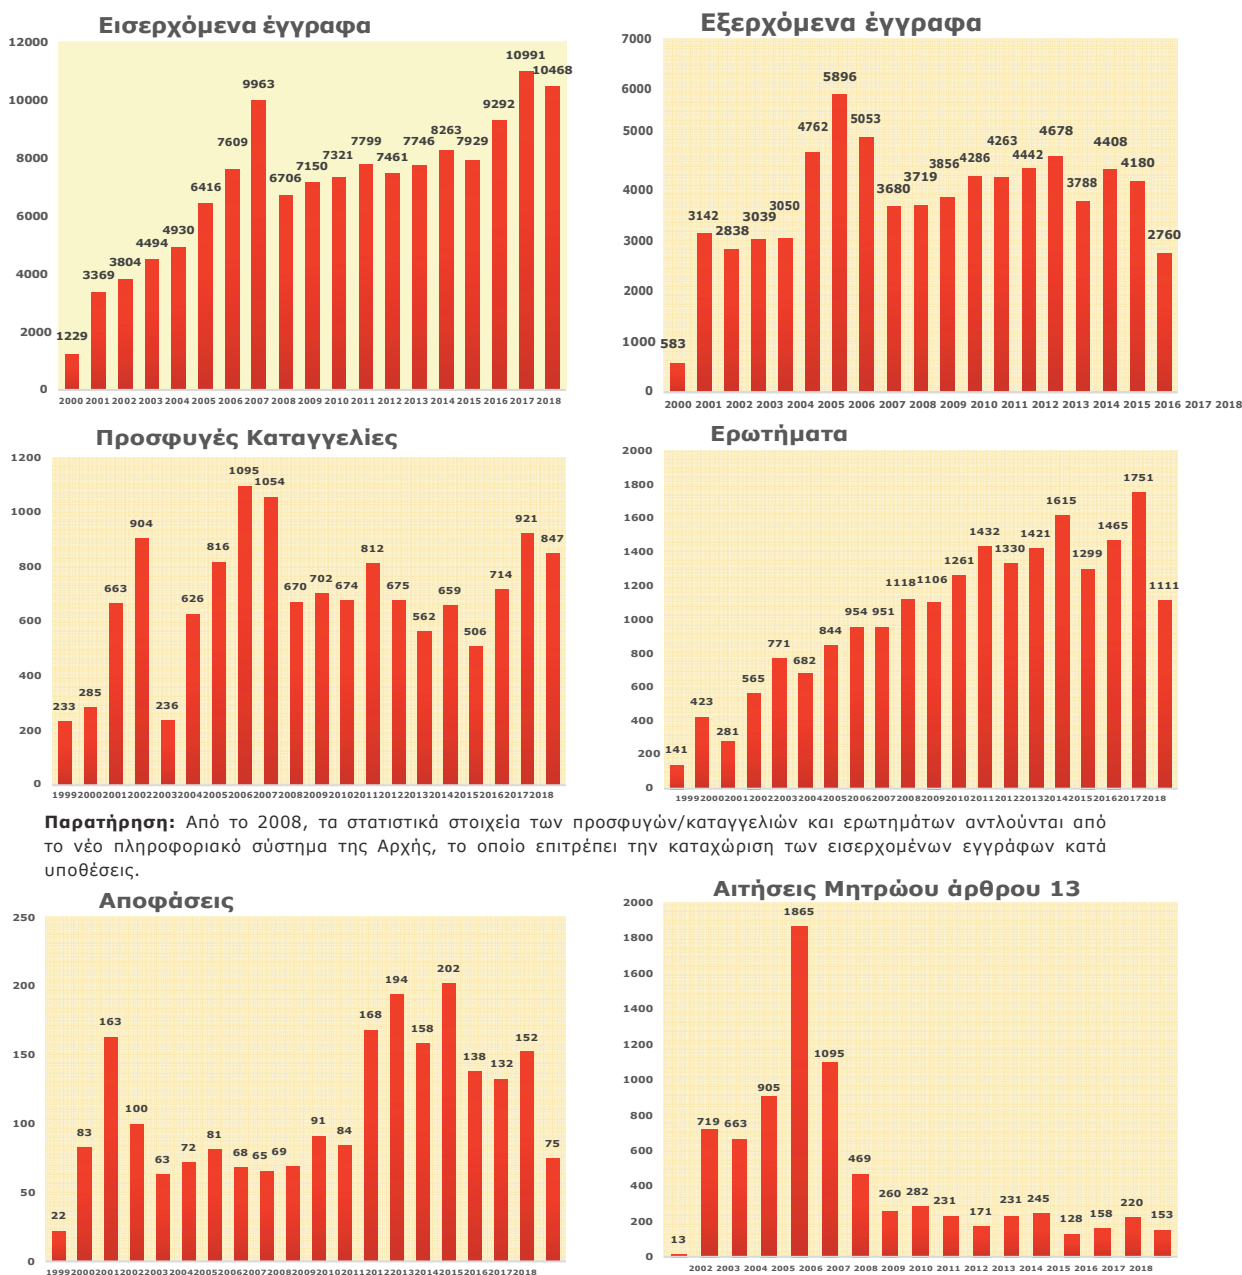 Εισερχόμενα έγγραφα
12000
10000
8000
6000
4000
2000
0
1229 3369 3804 4494 4930 6416 7609 9963 6706 7150 7321 7799 7461 7746 8263 7929 9292 10991 10468
2000 2001 2002 2003 2004 2005 2006 2007 2008 2009 2010 2011 2012 2013 2014 2015 2016 2017 2018
Εξερχόμενα έγγραφα
7000
6000
5000
4000
3000
2000
1000
0
583 3142 2838 3039 3050 4762 5896 5053 3680 3719 3856 4286 4263 4442 4678 3788 4408 4180 2760
2000 2001 2002 2003 2004 2005 2006 2007 2008 2009 2010 2011 2012 2013 2014 2015 2016 2017 2018
Προσφυγές Καταγγελίες
1200
1000
800
600
400
200
0
233 285 663 904 236 626 816 1095 1054 670 702 674 812 675 562 659 506 714 921 847
1999 2000 2001 2002 2003 2004 2005 2006 2007 2008 2009 2010 2011 2012 2013 2014 2015 2016 2017 2018
Ερωτήματα
2000
1800
1600
1400
1200
1000
800
600
400
200
0
141 423 281 565 771 682 844 954 951 1118 1106 1261 1432 1330 1421 1615 1299 1465 1751 1111
1999 2000 2001 2002 2003 2004 2005 2006 2007 2008 2009 2010 2011 2012 2013 2014 2015 2016 2017 2018
Παρατήρηση: Από το 2008, τα στατιστικά στοιχεία των προσφυγών/καταγγελιών και ερωτημάτων αντλούνται από
το νέο πληροφοριακό σύστημα της Αρχής, το οποίο επιτρέπει την καταχώριση των εισερχομένων εγγράφων κατά
υποθέσεις.
Αποφάσεις
250
200
150
100
50
0
22 83 163 100 63 72 81 68 65 69 91 84 168 194 158 202 138 132 152 75
1999 2000 2001 2002 2003 2004 2005 2006 2007 2008 2009 2010 2011 2012 2013 2014 2015 2016 2017 2018
Αιτήσεις Μητρώου άρθρου 13
2000
1800
1600
1400
1200
1000
800
600
400
200
0
13 719 663 905 1865 1095 469 260 282 231 171 231 245 128 158 220 153
2002 2003 2004 2005 2006 2007 2008 2009 2010 2011 2012 2013 2014 2015 2016 2017 2018